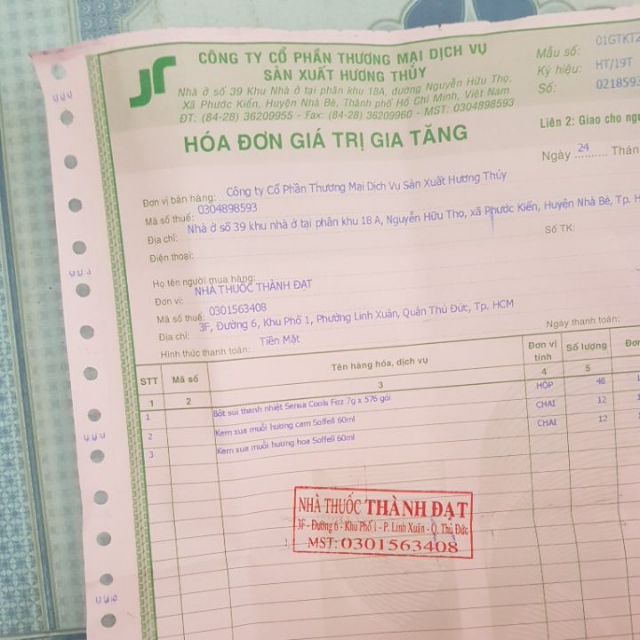 CÔNG TY CỔ PHẦN THƯƠNG MẠI DỊCH VỤ
SẢN XUẤT HƯƠNG THỦY
Nhà ở số 39 Khu Nhà ở tại phân khu 18A, đường Nguyễn Hữu Thọ,
Xã Phước Kiển, Huyện Nhà Bè, Thành phố Hồ Chí Minh, Việt Nam
ĐT: (84-28) 36209955 - Fax: (84-28) 36209960 - MST: 0304898593
Mẫu số: 01GTKT2
Ký hiệu: HT/19T
Số: 021859
HÓA ĐƠN GIÁ TRỊ GIA TĂNG
Liên 2: Giao cho
Ngày 24 Thán
Đơn vị bán hàng: Công ty Cổ Phần Thương Mại Dịch Vụ Sản Xuất Hương Thủy
Mã số thuế: 0304898593
Địa chỉ: Nhà ở số 39 khu nhà ở tại phân khu 18 A, Nguyễn Hữu Thọ, xã Phước Kiển, Huyện Nhà Bè, Tp. H
Điện thoại:
Số TK:
Họ tên người mua hàng:
Đơn vị: NHÀ THUỐC THÀNH ĐẠT
Mã số thuế: 0301563408
Địa chỉ: 3F, Đường 6, Khu Phố 1, Phường Linh Xuân, Quận Thủ Đức, Tp. HCM
Hình thức thanh toán: Tiền Mặt
Ngày thanh toán:
STT Mã số Tên hàng hóa, dịch vụ Đơn vị tính Số lượng Đơn
1 2 3 4 5
1 Bột sủi thanh nhiệt Sensa Cools Fizz 7g x 576 gói HỘP 48
2 Kem xua muỗi hương cam Soffell 60ml CHAI 12
3 Kem xua muỗi hương hoa Soffell 60ml CHAI 12
NHÀ THUỐC THÀNH ĐẠT
3F - Đường 6 - Khu Phố 1 - P. Linh Xuân - Q. Thủ Đức
MST: 0301563408